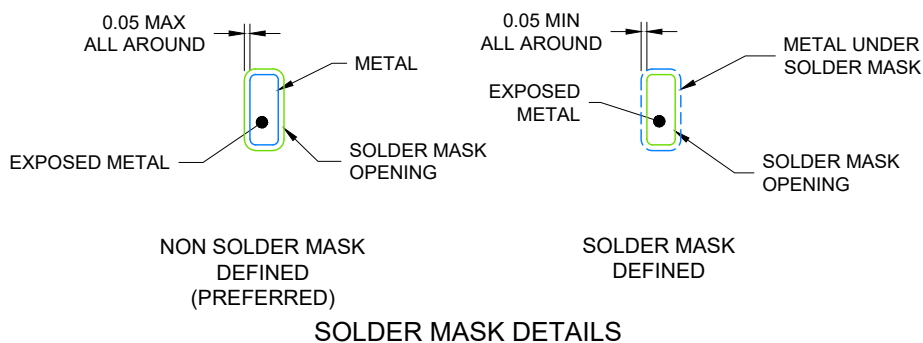 0.05 MAX
ALL AROUND
METAL
EXPOSED METAL
SOLDER MASK
OPENING
NON SOLDER MASK
DEFINED
(PREFERRED)
0.05 MIN
ALL AROUND
METAL UNDER
SOLDER MASK
EXPOSED
METAL
SOLDER MASK
OPENING
SOLDER MASK
DEFINED
SOLDER MASK DETAILS